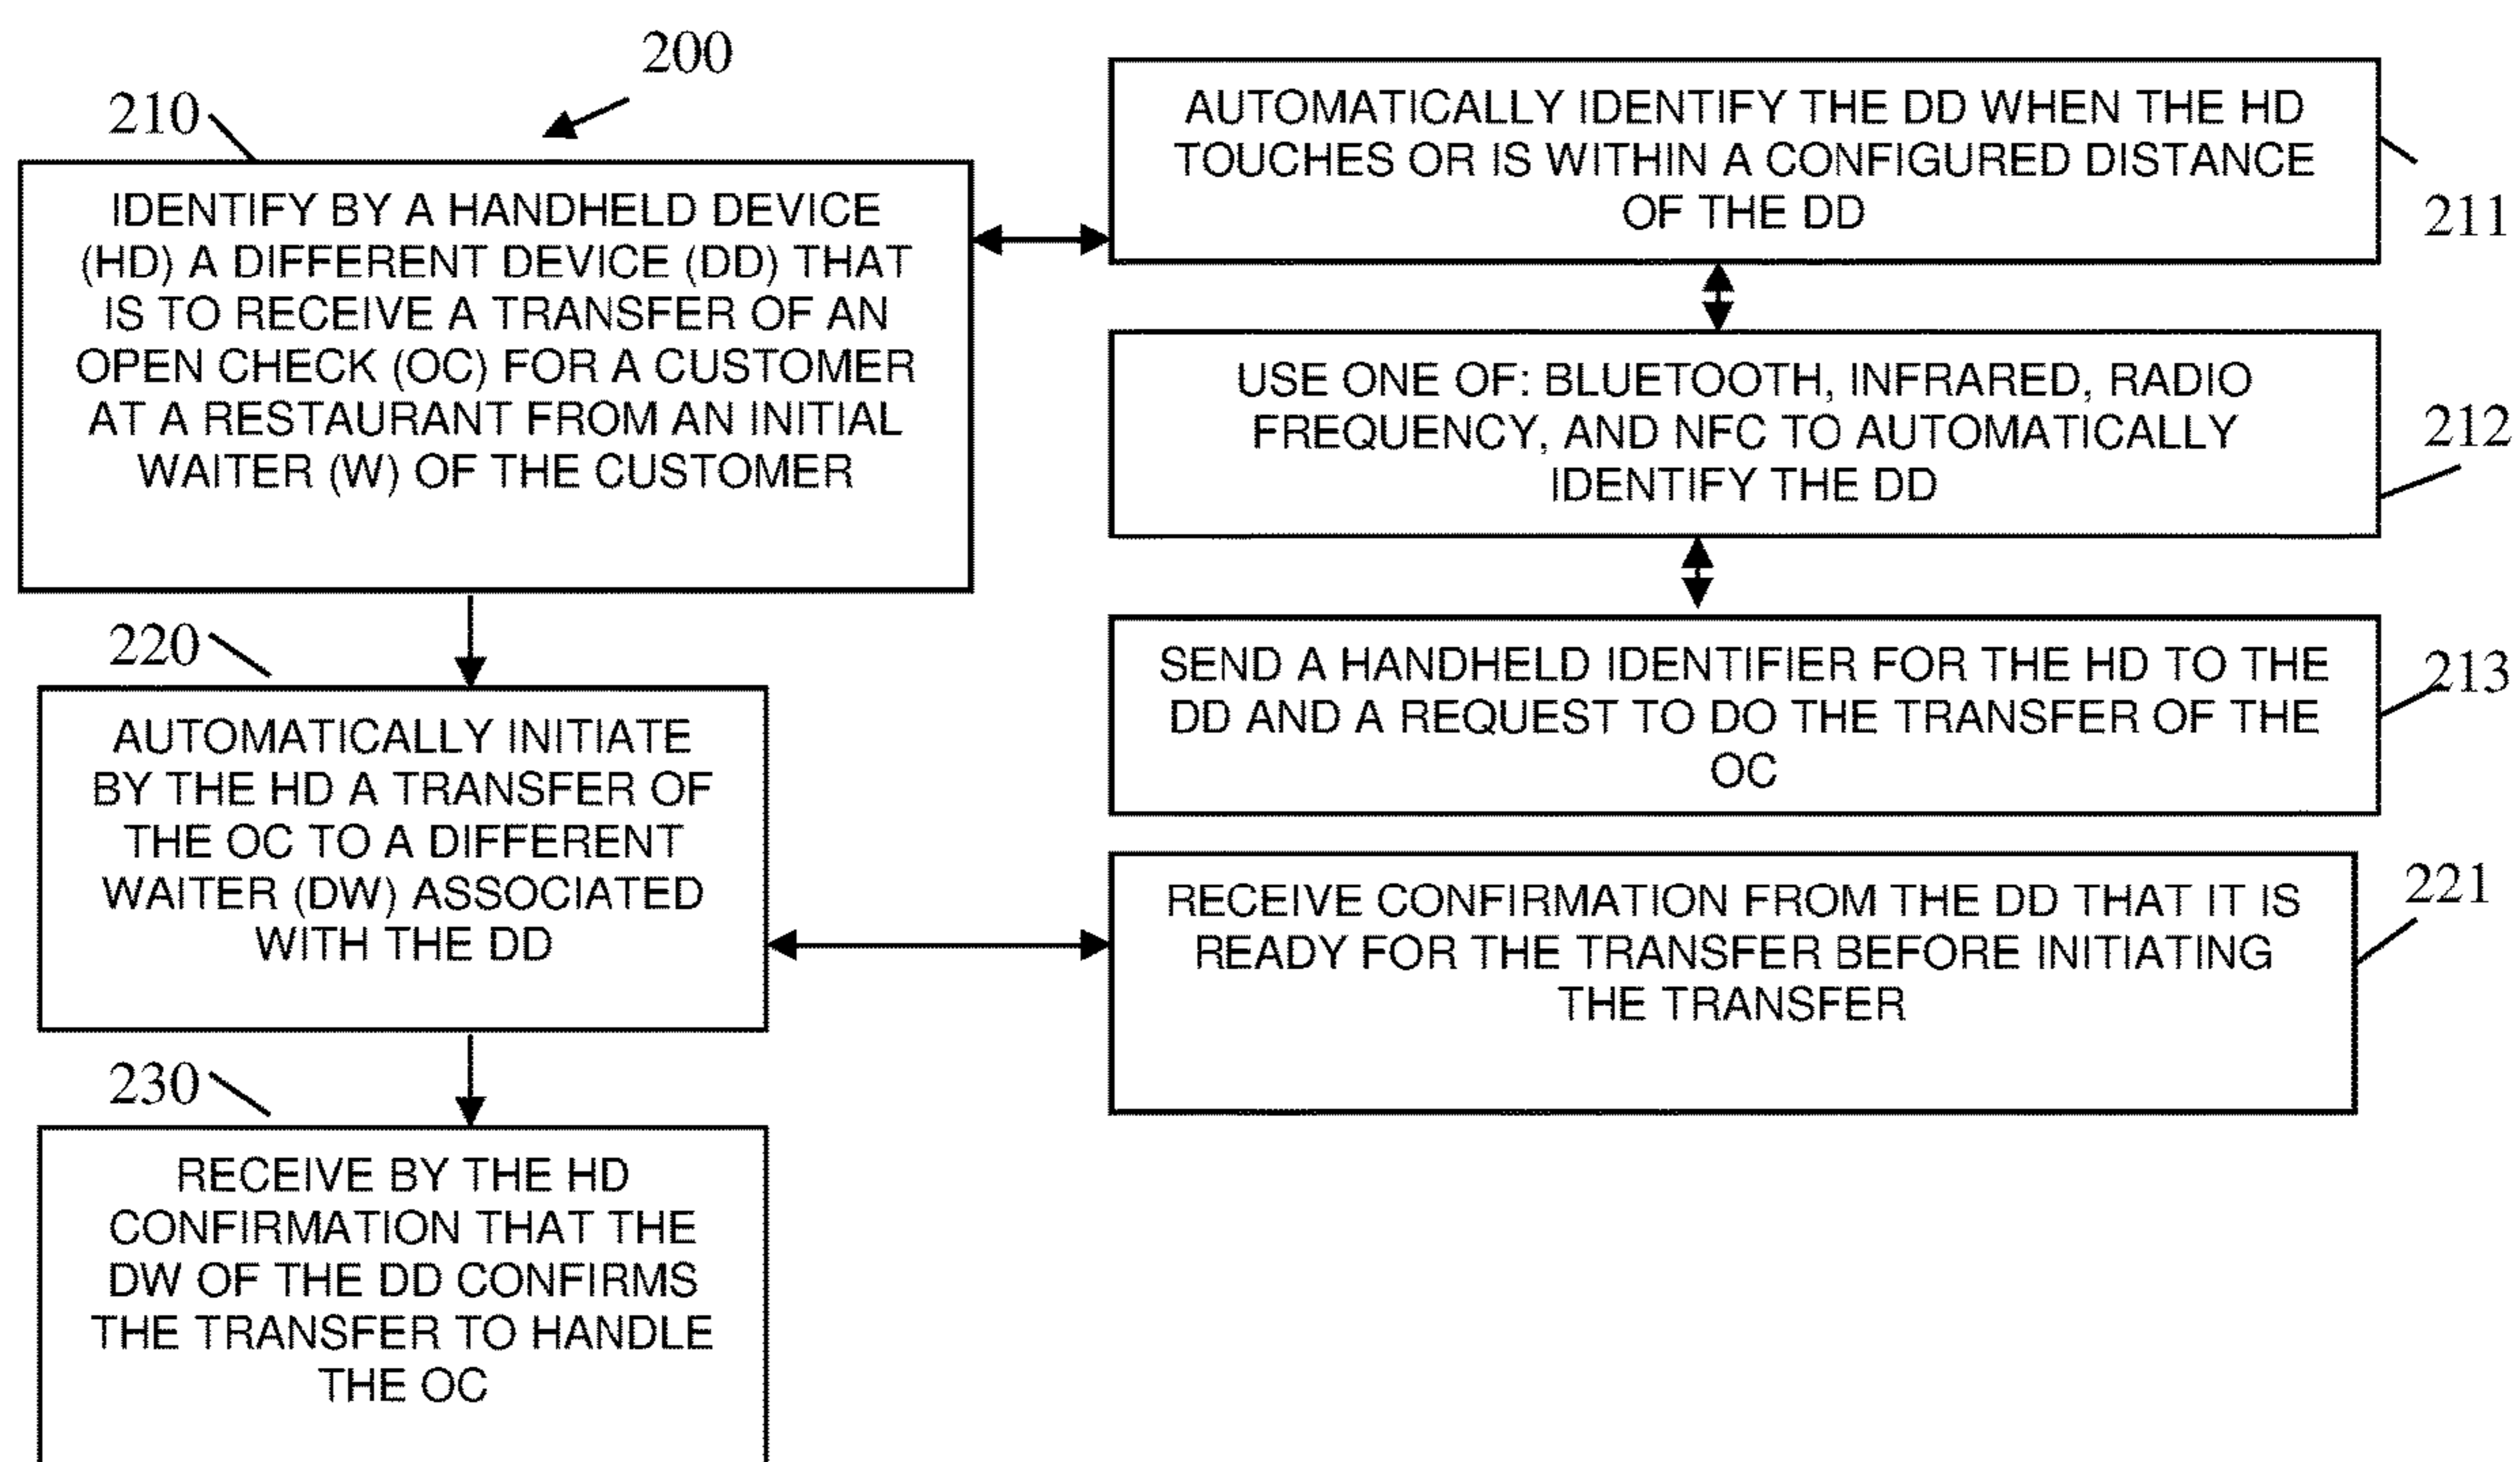 200
210
IDENTIFY BY A HANDHELD DEVICE
(HD) A DIFFERENT DEVICE (DD) THAT
IS TO RECEIVE A TRANSFER OF AN
OPEN CHECK (OC) FOR A CUSTOMER
AT A RESTAURANT FROM AN INITIAL
WAITER (W) OF THE CUSTOMER
AUTOMATICALLY IDENTIFY THE DD WHEN THE HD
TOUCHES OR IS WITHIN A CONFIGURED DISTANCE
OF THE DD
211
USE ONE OF: BLUETOOTH, INFRARED, RADIO
FREQUENCY, AND NFC TO AUTOMATICALLY
IDENTIFY THE DD
212
SEND A HANDHELD IDENTIFIER FOR THE HD TO THE
DD AND A REQUEST TO DO THE TRANSFER OF THE
OC
213
220
AUTOMATICALLY INITIATE
BY THE HD A TRANSFER OF
THE OC TO A DIFFERENT
WAITER (DW) ASSOCIATED
WITH THE DD
RECEIVE CONFIRMATION FROM THE DD THAT IT IS
READY FOR THE TRANSFER BEFORE INITIATING
THE TRANSFER
221
230
RECEIVE BY THE HD
CONFIRMATION THAT THE
DW OF THE DD CONFIRMS
THE TRANSFER TO HANDLE
THE OC